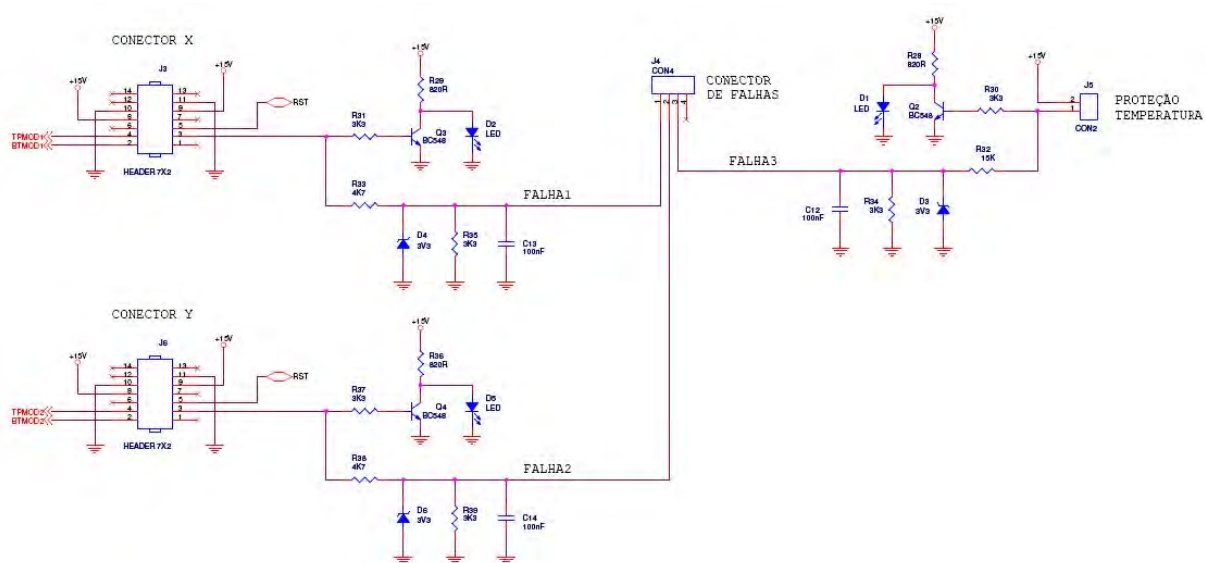 CONECTOR X
J3
+15V
+15V
14
12
10
8
6
4
2
13
11
9
7
5
3
1
RST
TPMOD1
BTMOD1
HEADER 7X2
+15V
R29
820R
R31
3K3
Q3
BC548
D2
LED
R33
4K7
FALHA1
D4
3V3
R35
3K3
C13
100nF
J4
CON4
1
2
3
4
CONECTOR
DE FALHAS
+15V
R28
820R
D1
LED
Q2
BC548
R30
3K3
+15V
J5
2
1
CON2
PROTEÇÃO
TEMPERATURA
R32
15K
FALHA3
C12
100nF
R34
3K3
D3
3V3
CONECTOR Y
J6
+15V
+15V
14
12
10
8
6
4
2
13
11
9
7
5
3
1
RST
TPMOD2
BTMOD2
HEADER 7X2
+15V
R36
820R
R37
3K3
Q4
BC548
D5
LED
R38
4K7
FALHA2
D6
3V3
R39
3K3
C14
100nF